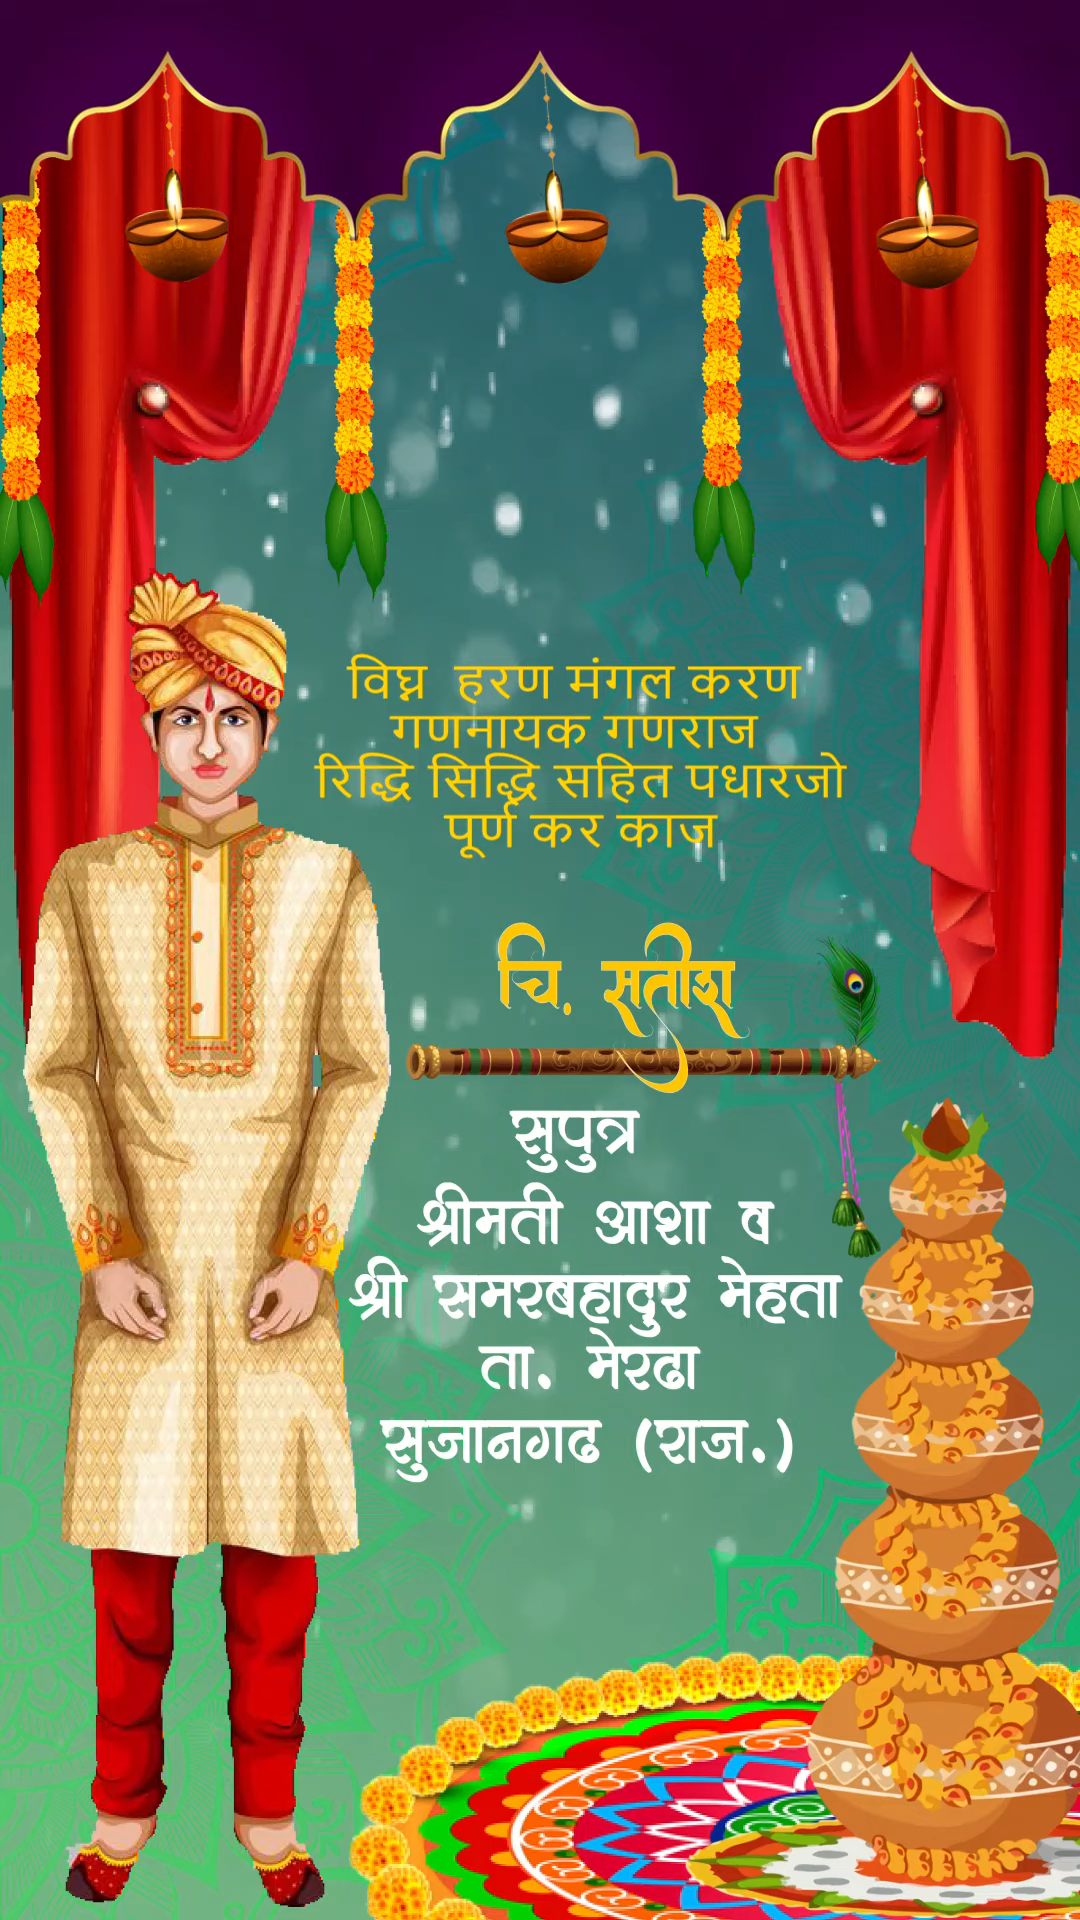 विघ्न हरण मंगल करण
गणनायक गणराज
रिद्धि सिद्धि सहित पधारजो
पूर्ण कर काज
चि. सतीश
सुपुत्र
श्रीमती आशा व
श्री समरबहादुर मेहता
ता. मेरढा
सुजानगढ (राज.)